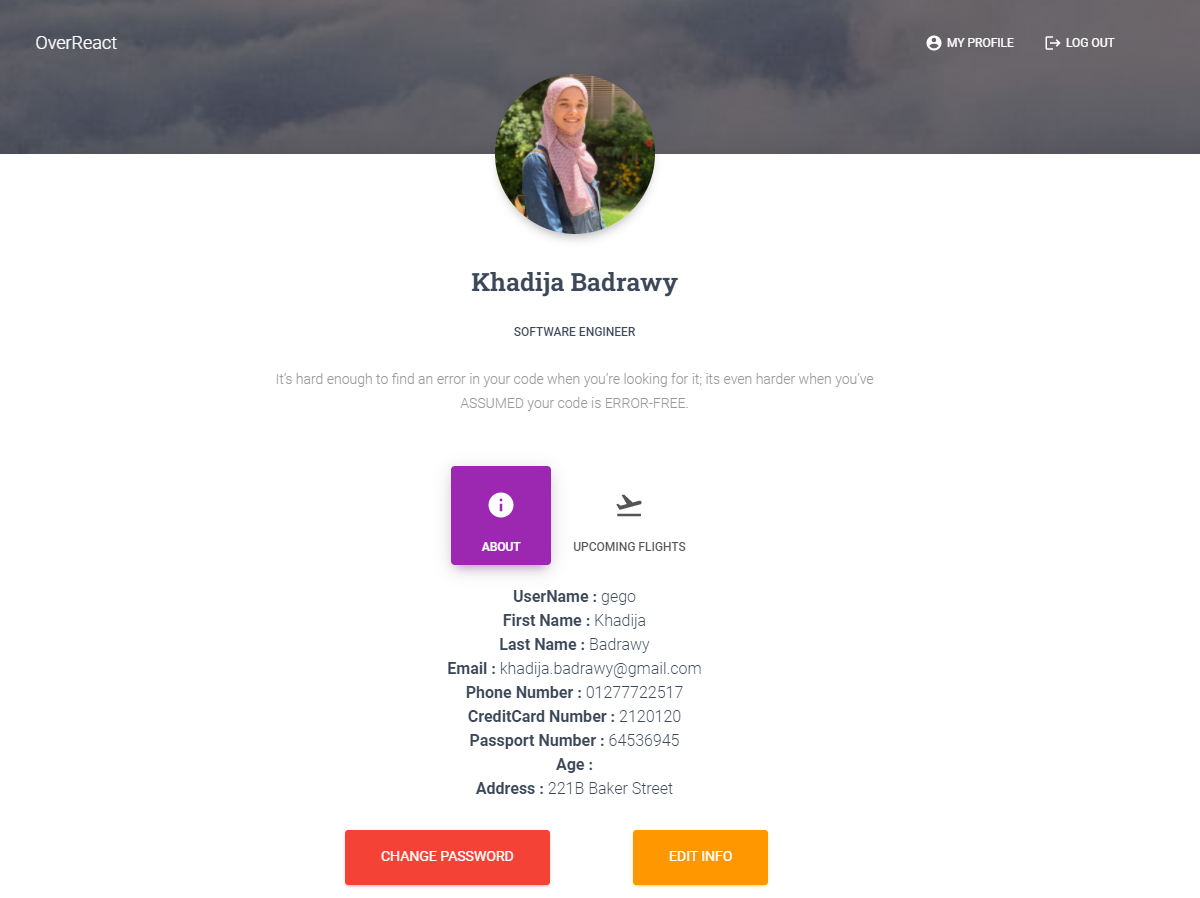 OverReact
MY PROFILE
LOG OUT
Khadija Badrawy
SOFTWARE ENGINEER
It's hard enough to find an error in your code when you're looking for it; its even harder when you've
ASSUMED your code is ERROR-FREE.
ABOUT
UPCOMING FLIGHTS
UserName : gego
First Name : Khadija
Last Name : Badrawy
Email : khadija.badrawy@gmail.com
Phone Number : 01277722517
CreditCard Number : 2120120
Passport Number : 64536945
Age :
Address : 221B Baker Street
CHANGE PASSWORD
EDIT INFO